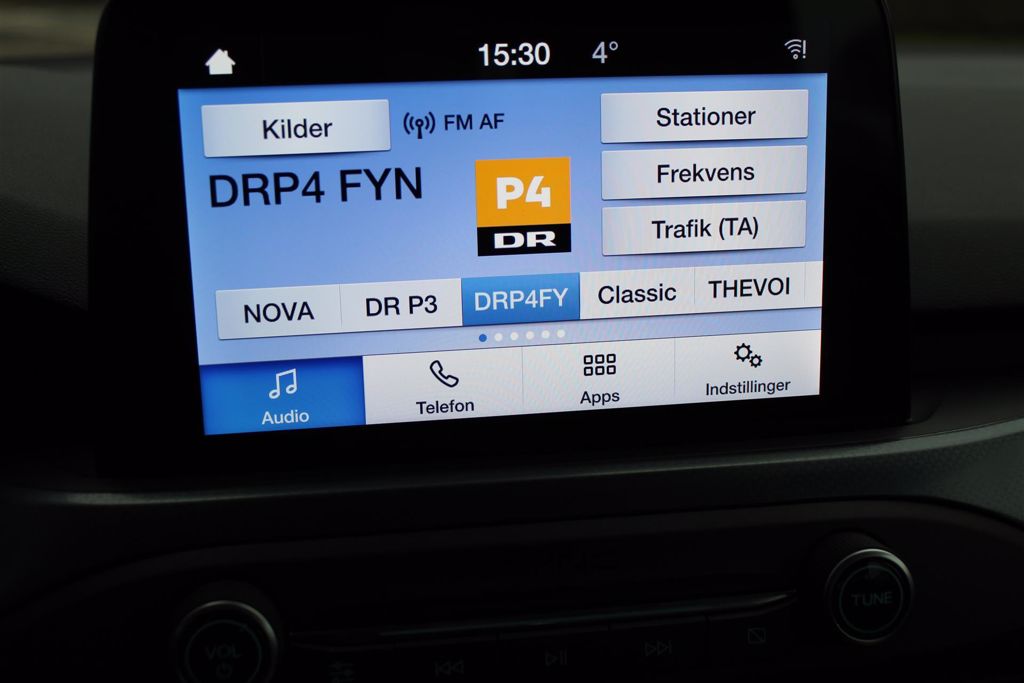 15:30 4°
Kilder FM AF
Stationer
DRP4 FYN
P4
DR
Frekvens
Trafik (TA)
NOVA DR P3 DRP4FY Classic THEVOI
Audio Telefon Apps Indstillinger
VOL
TUNE